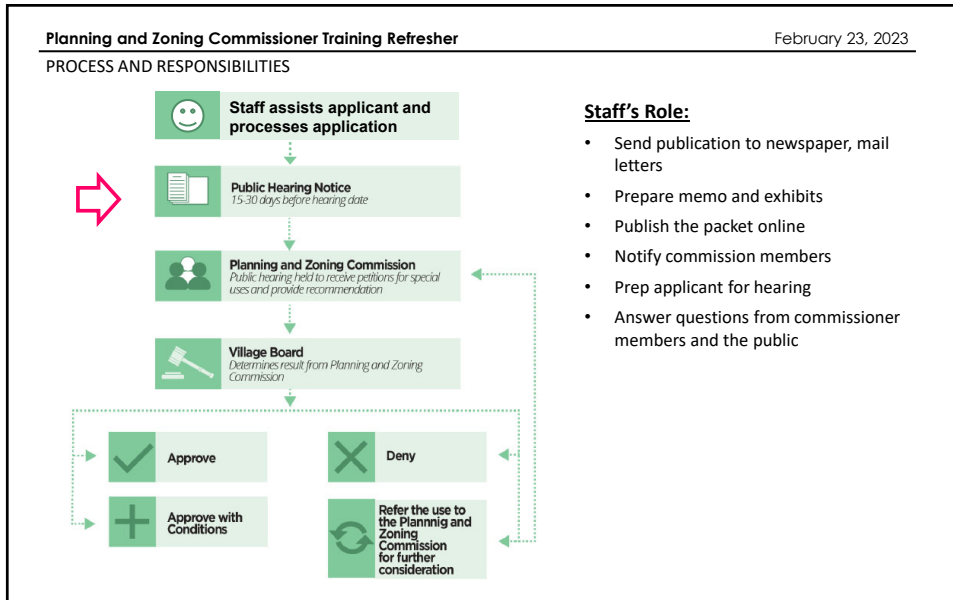 Planning and Zoning Commissioner Training Refresher
February 23, 2023
PROCESS AND RESPONSIBILITIES
Staff assists applicant and
processes application
Public Hearing Notice
15-30 days before hearing date
Planning and Zoning Commission
Public hearing held to receive petitions for special
uses and provide recommendation
Village Board
Determines result from Planning and Zoning
Commission
Approve
Deny
Approve with
Conditions
Refer the use to
the Plannnig and
Zoning
Commission
for further
consideration
Staff's Role:
• Send publication to newspaper, mail
letters
• Prepare memo and exhibits
• Publish the packet online
• Notify commission members
• Prep applicant for hearing
• Answer questions from commissioner
members and the public